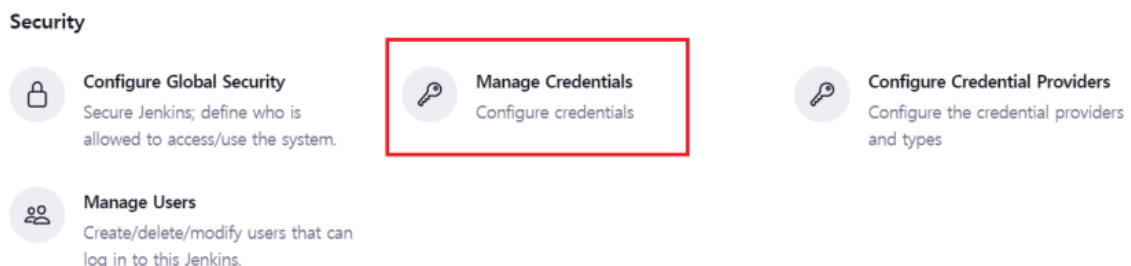 Security
Configure Global Security
Secure Jenkins; define who is
allowed to access/use the system.
Manage Credentials
Configure credentials
Configure Credential Providers
Configure the credential providers
and types
Manage Users
Create/delete/modify users that can
log in to this Jenkins.